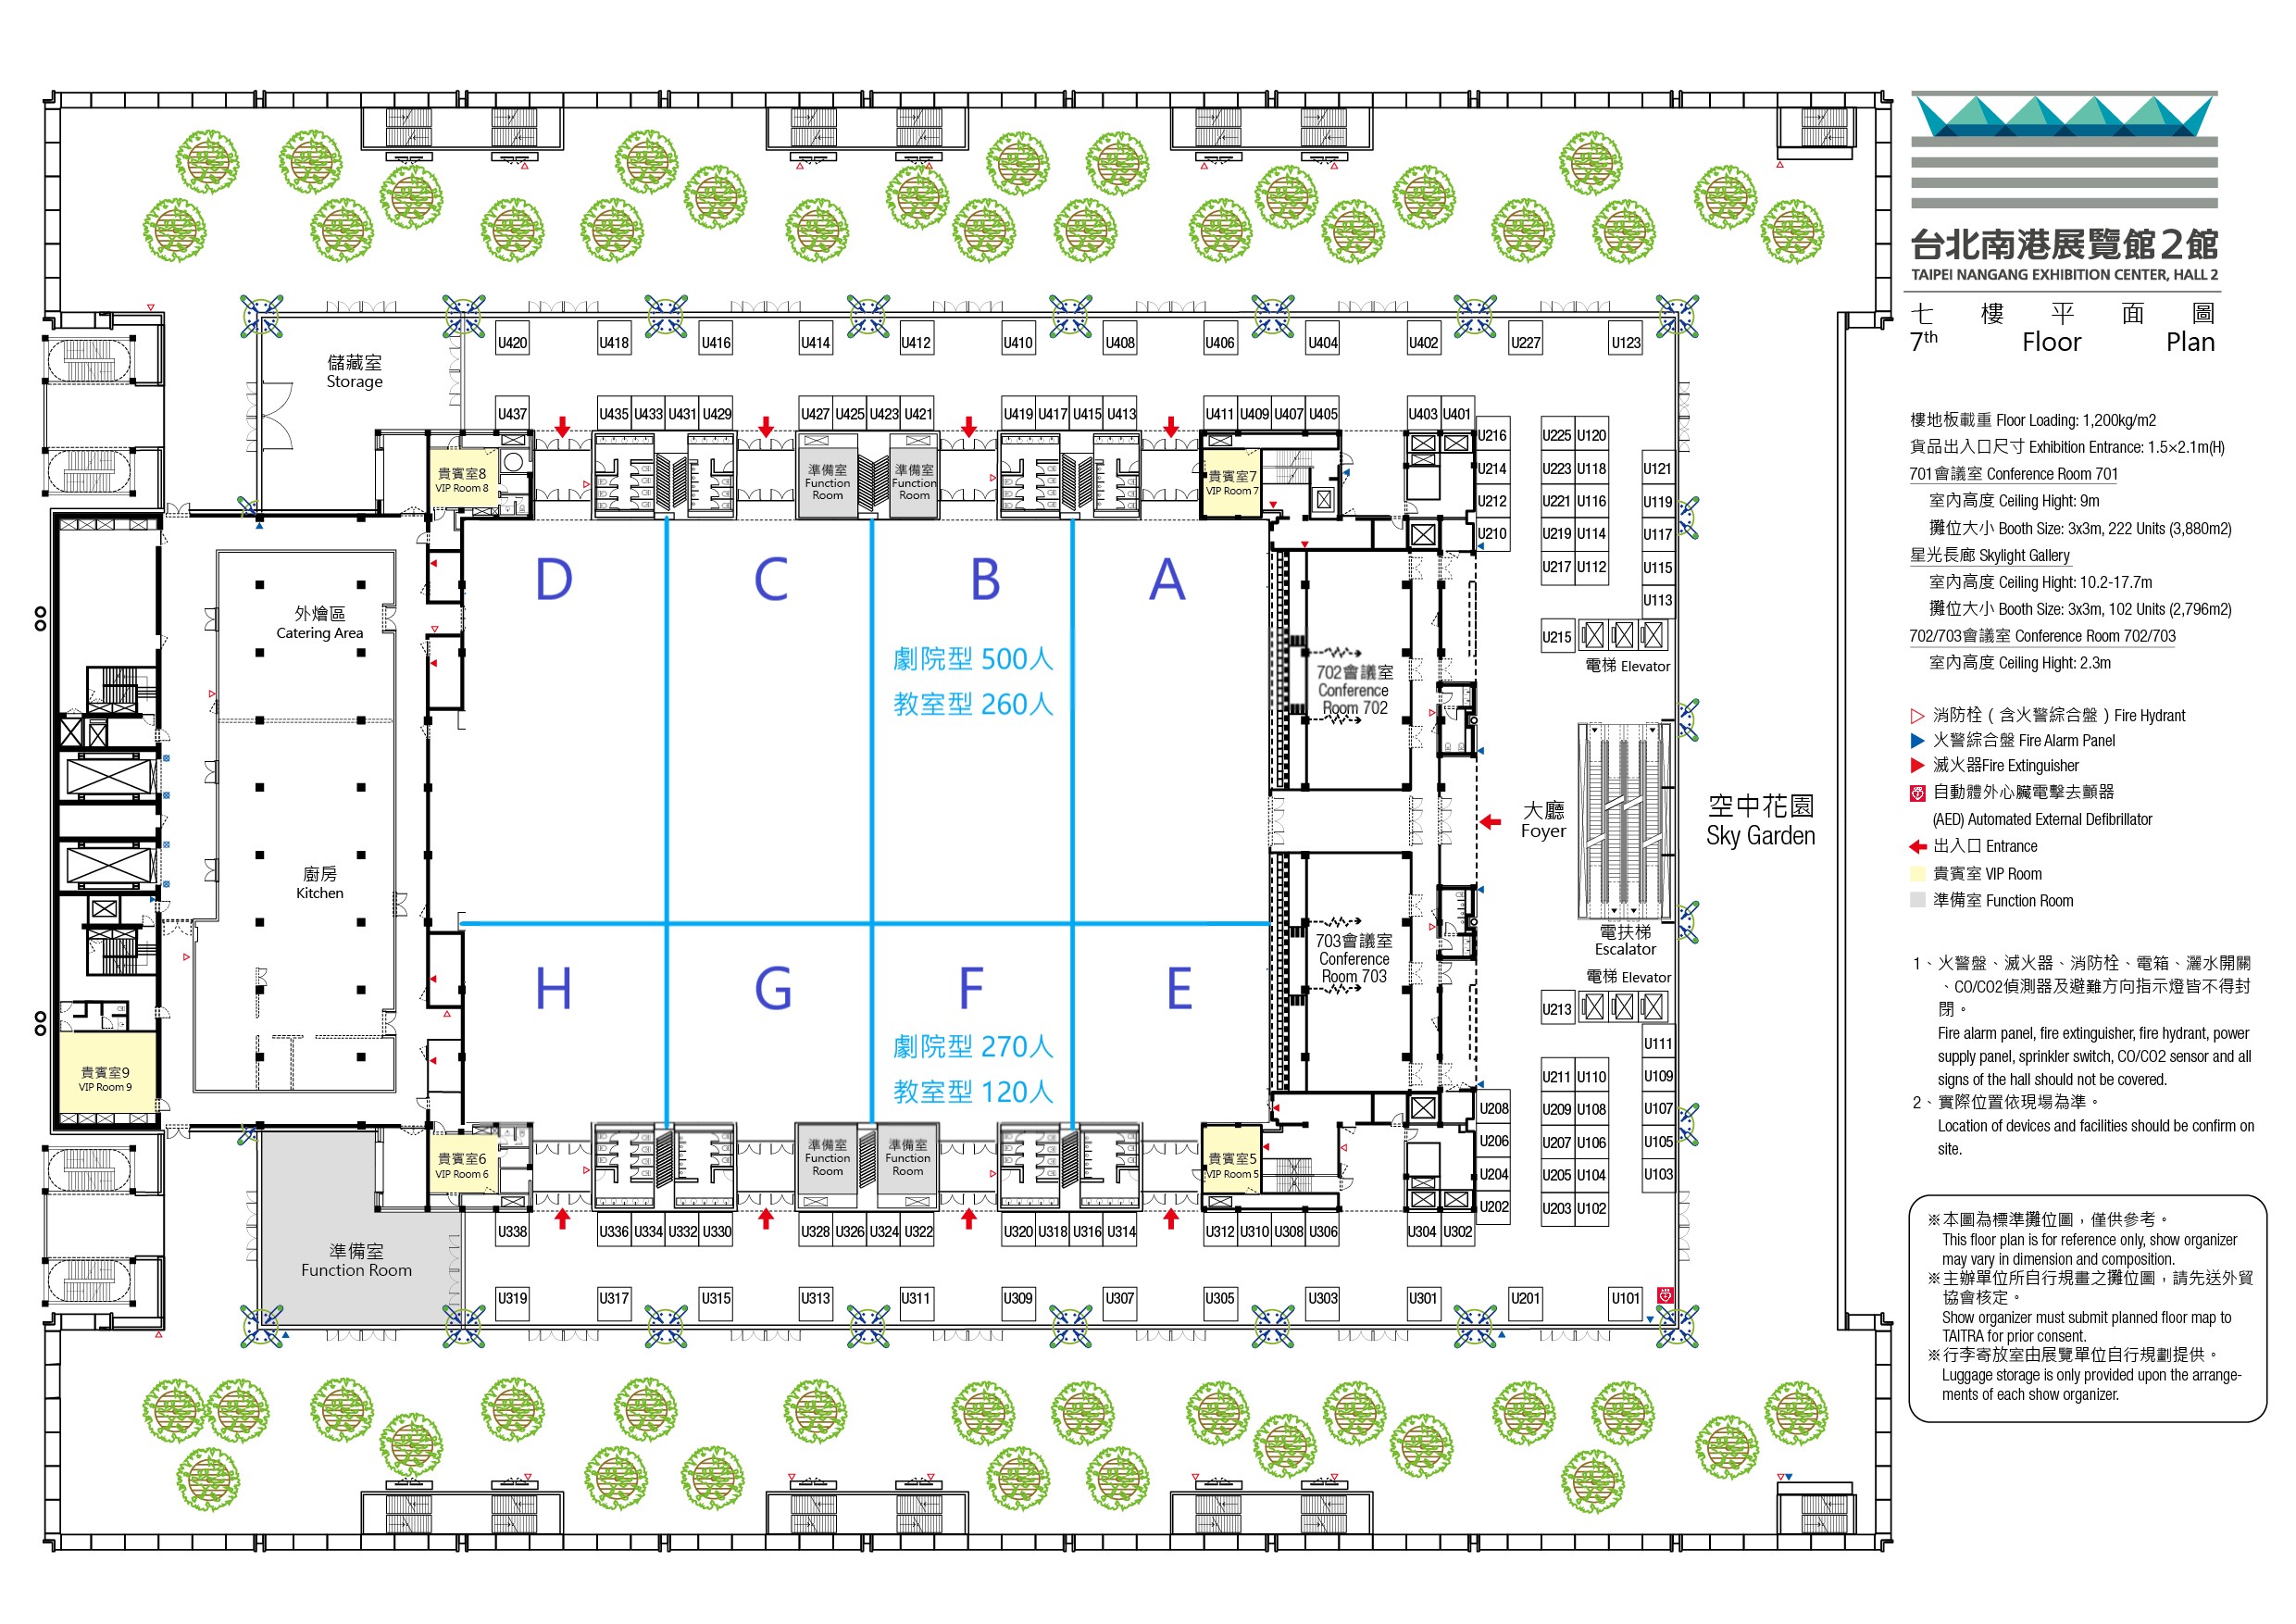 台北南港展覽館2館
TAIPEI NANGANG EXHIBITION CENTER, HALL 2
七樓平面圖
7th Floor Plan
樓地板載重 Floor Loading: 1,200kg/m2
貨品出入口尺寸 Exhibition Entrance: 1.5×2.1m(H)
701會議室 Conference Room 701
室內高度 Ceiling Hight: 9m
攤位大小 Booth Size: 3x3m, 222 Units (3,880m2)
星光長廊 Skylight Gallery
室內高度 Ceiling Hight: 10.2-17.7m
攤位大小 Booth Size: 3x3m, 102 Units (2,796m2)
702/703會議室 Conference Room 702/703
室內高度 Ceiling Hight: 2.3m
消防栓（含火警綜合盤）Fire Hydrant
火警綜合盤 Fire Alarm Panel
滅火器Fire Extinguisher
自動體外心臟電擊去顫器
(AED) Automated External Defibrillator
出入口 Entrance
貴賓室 VIP Room
準備室 Function Room
1、火警盤、滅火器、消防栓、電箱、灑水開關
、CO/CO2偵測器及避難方向指示燈皆不得封
閉。
Fire alarm panel, fire extinguisher, fire hydrant, power
supply panel, sprinkler switch, CO/CO2 sensor and all
signs of the hall should not be covered.
2、實際位置依現場為準。
Location of devices and facilities should be confirm on
site.
※本圖為標準攤位圖，僅供參考。
This floor plan is for reference only, show organizer
may vary in dimension and composition.
※主辦單位所自行規畫之攤位圖，請先送外貿
協會核定。
Show organizer must submit planned floor map to
TAITRA for prior consent.
※行李寄放室由展覽單位自行規劃提供。
Luggage storage is only provided upon the arrange-
ments of each show organizer.
儲藏室
Storage
U420 U418 U416 U414 U412 U410 U408 U406 U404 U402 U227 U123
U437 U435 U433 U431 U429 U427 U425 U423 U421 U419 U417 U415 U413 U411 U409 U407 U405 U403 U401
U216 U225 U120
U214 U223 U118 U121
U212 U221 U116 U119
U210 U219 U114 U117
U217 U112 U115
U113
U215
電梯 Elevator
貴賓室8
VIP Room 8
準備室
Function
Room
準備室
Function
Room
貴賓室7
VIP Room 7
D C B A
外燴區
Catering Area
劇院型 500人
教室型 260人
702會議室
Conference
Room 702
大廳
Foyer
空中花園
Sky Garden
廚房
Kitchen
703會議室
Conference
Room 703
電扶梯
Escalator
電梯 Elevator
H G F E
劇院型 270人
教室型 120人
U213
U111
U211 U110 U109
U208 U209 U108 U107
U206 U207 U106 U105
U204 U205 U104 U103
U202 U203 U102
貴賓室9
VIP Room 9
貴賓室6
VIP Room 6
準備室
Function
Room
準備室
Function
Room
貴賓室5
VIP Room 5
準備室
Function Room
U338 U336 U334 U332 U330 U328 U326 U324 U322 U320 U318 U316 U314 U312 U310 U308 U306 U304 U302
U319 U317 U315 U313 U311 U309 U307 U305 U303 U301 U201 U101